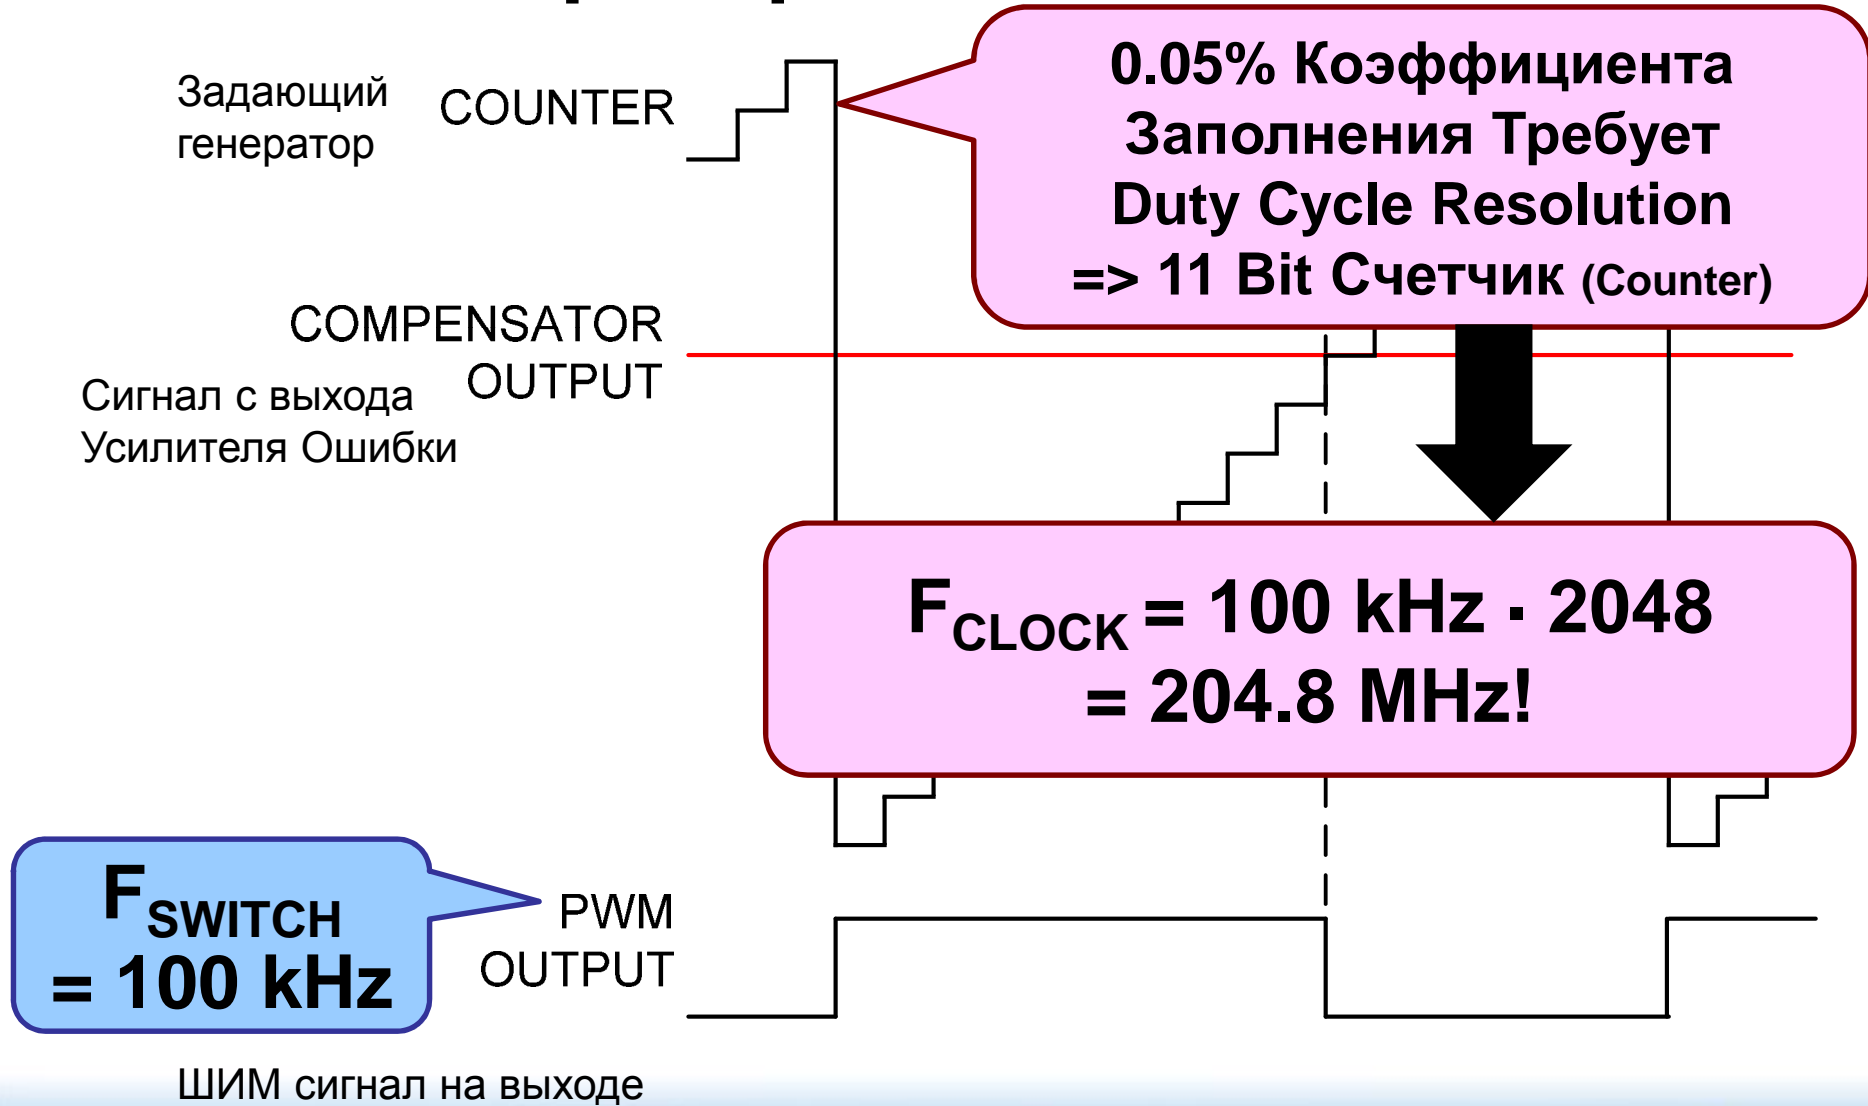 Задающий
генератор
COUNTER
0.05% Коэффициента
Заполнения Требует
Duty Cycle Resolution
=> 11 Bit Счетчик (Counter)
COMPENSATOR
OUTPUT
Сигнал с выхода
Усилителя Ошибки
FCLOCK = 100 kHz · 2048
= 204.8 MHz!
FSWITCH
= 100 kHz
PWM
OUTPUT
ШИМ сигнал на выходе